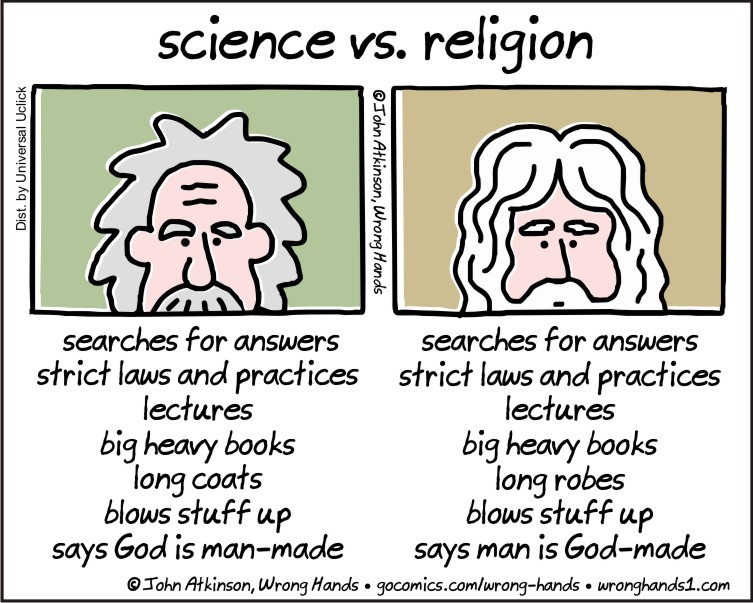 science vs. religion
Dist. by Universal Uclick
© John Atkinson, Wrong Hands
searches for answers
strict laws and practices
lectures
big heavy books
long coats
blows stuff up
says God is man-made
searches for answers
strict laws and practices
lectures
big heavy books
long robes
blows stuff up
says man is God-made
© John Atkinson, Wrong Hands • gocomics.com/wrong-hands • wronghands1.com